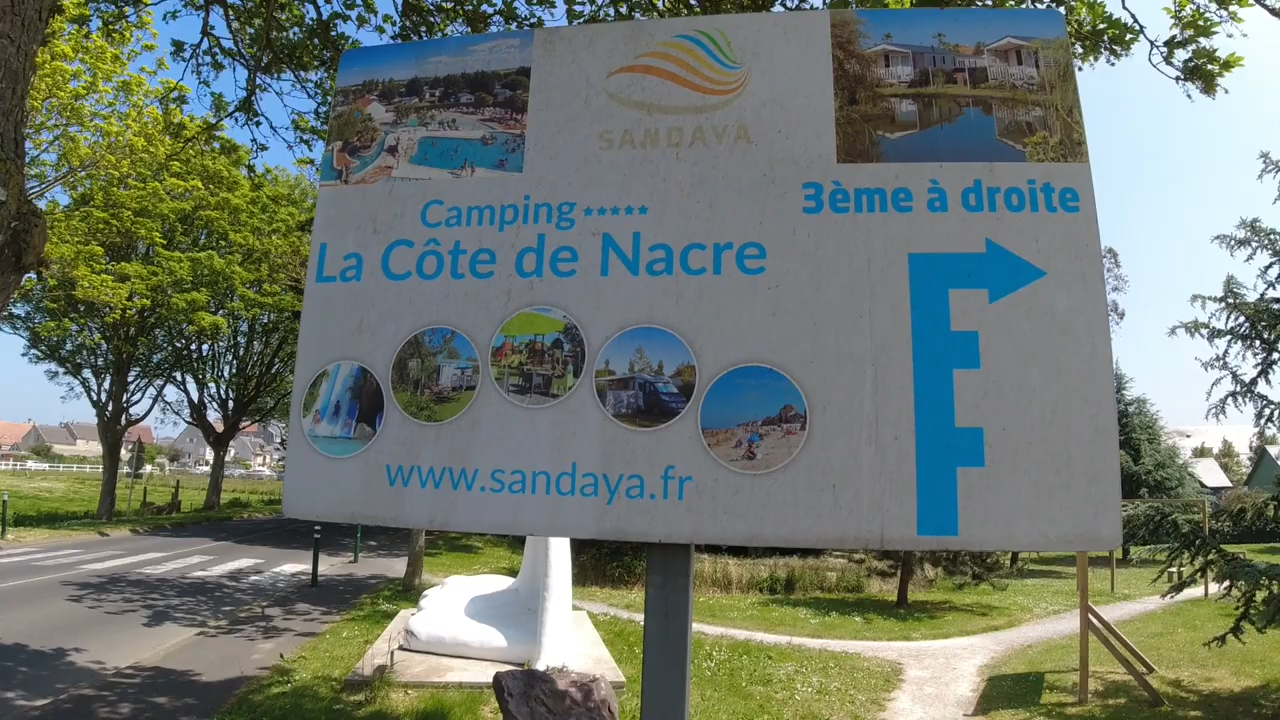 SANDAYA
3ème à droite
Camping *****
La Côte de Nacre
www.sandaya.fr